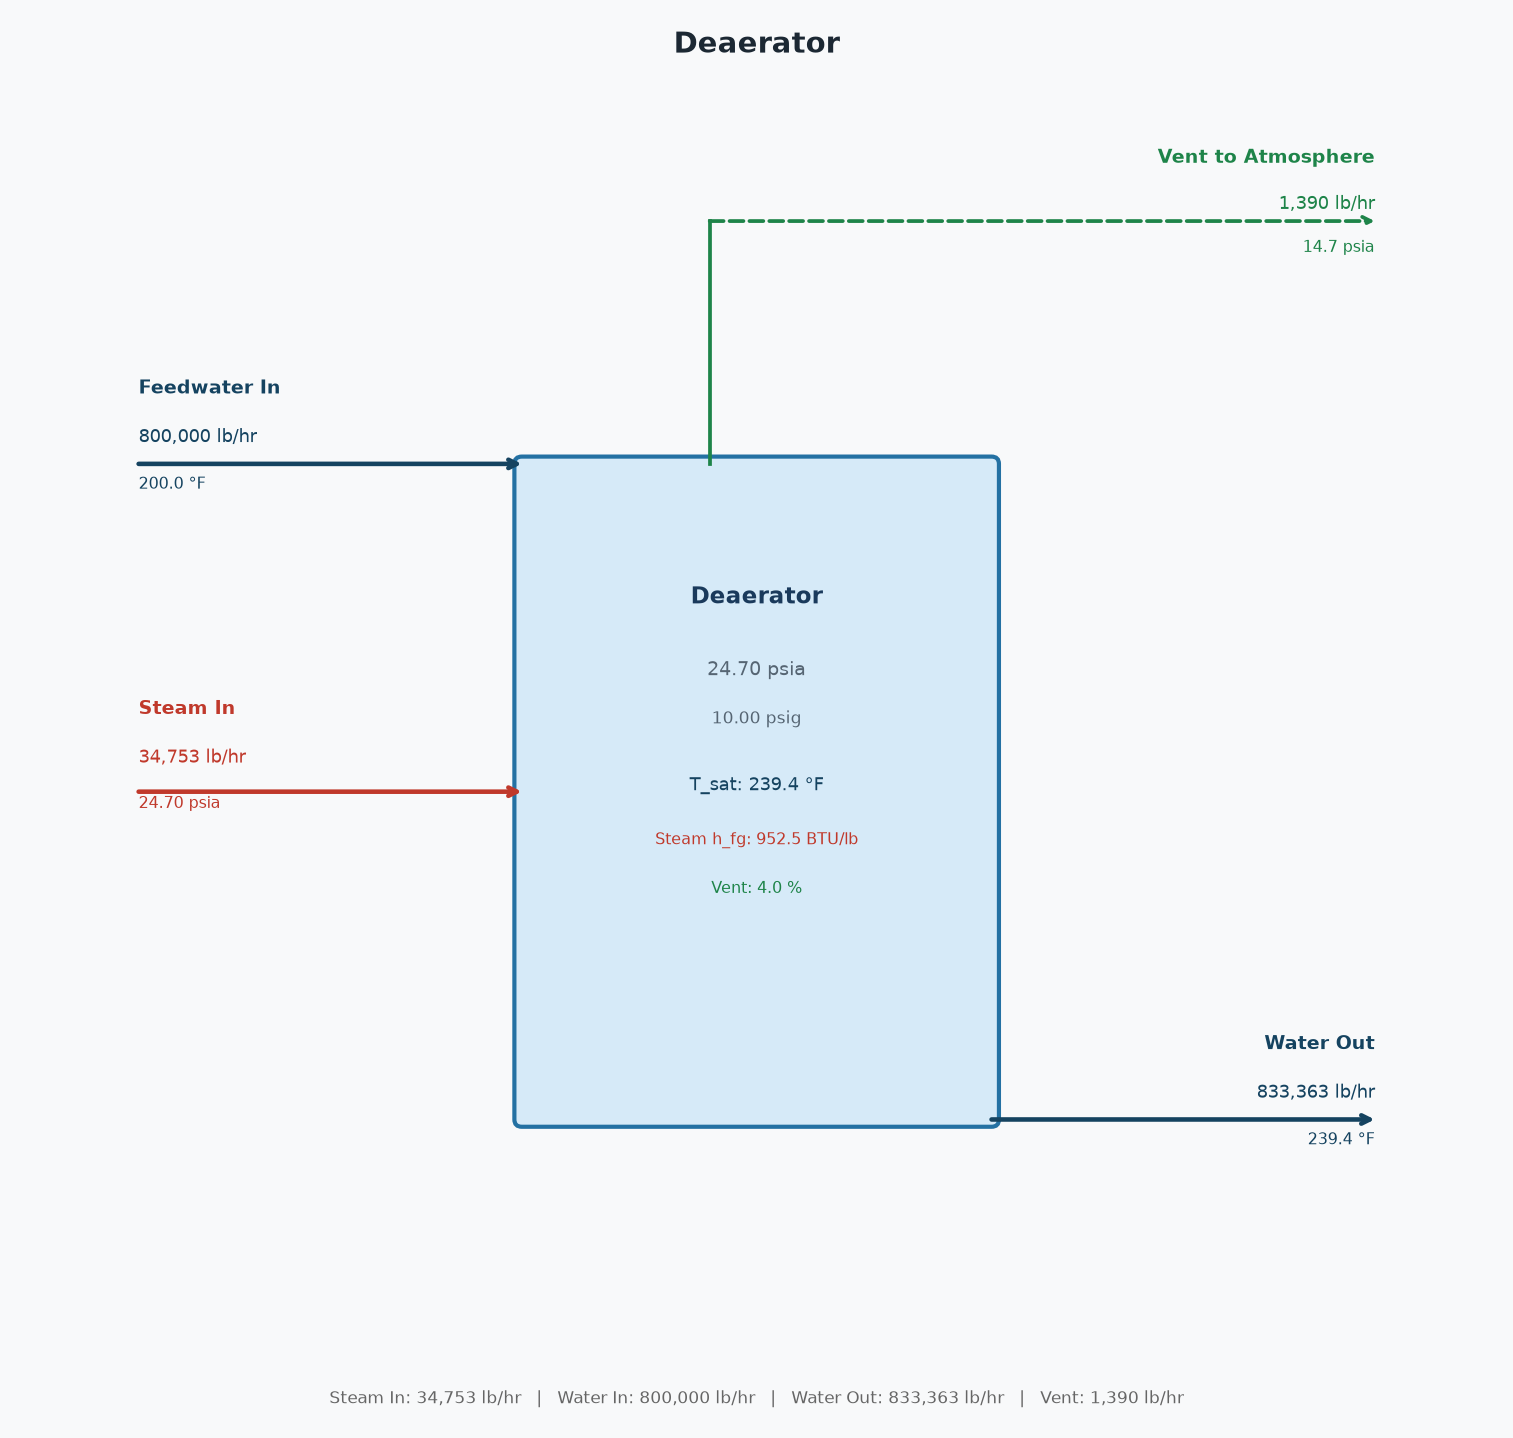 Deaerator
Vent to Atmosphere
1,390 lb/hr
14.7 psia
Feedwater In
800,000 lb/hr
200.0 °F
Deaerator
24.70 psia
10.00 psig
T_sat: 239.4 °F
Steam h_fg: 952.5 BTU/lb
Vent: 4.0 %
Steam In
34,753 lb/hr
24.70 psia
Water Out
833,363 lb/hr
239.4 °F
Steam In: 34,753 lb/hr | Water In: 800,000 lb/hr | Water Out: 833,363 lb/hr | Vent: 1,390 lb/hr